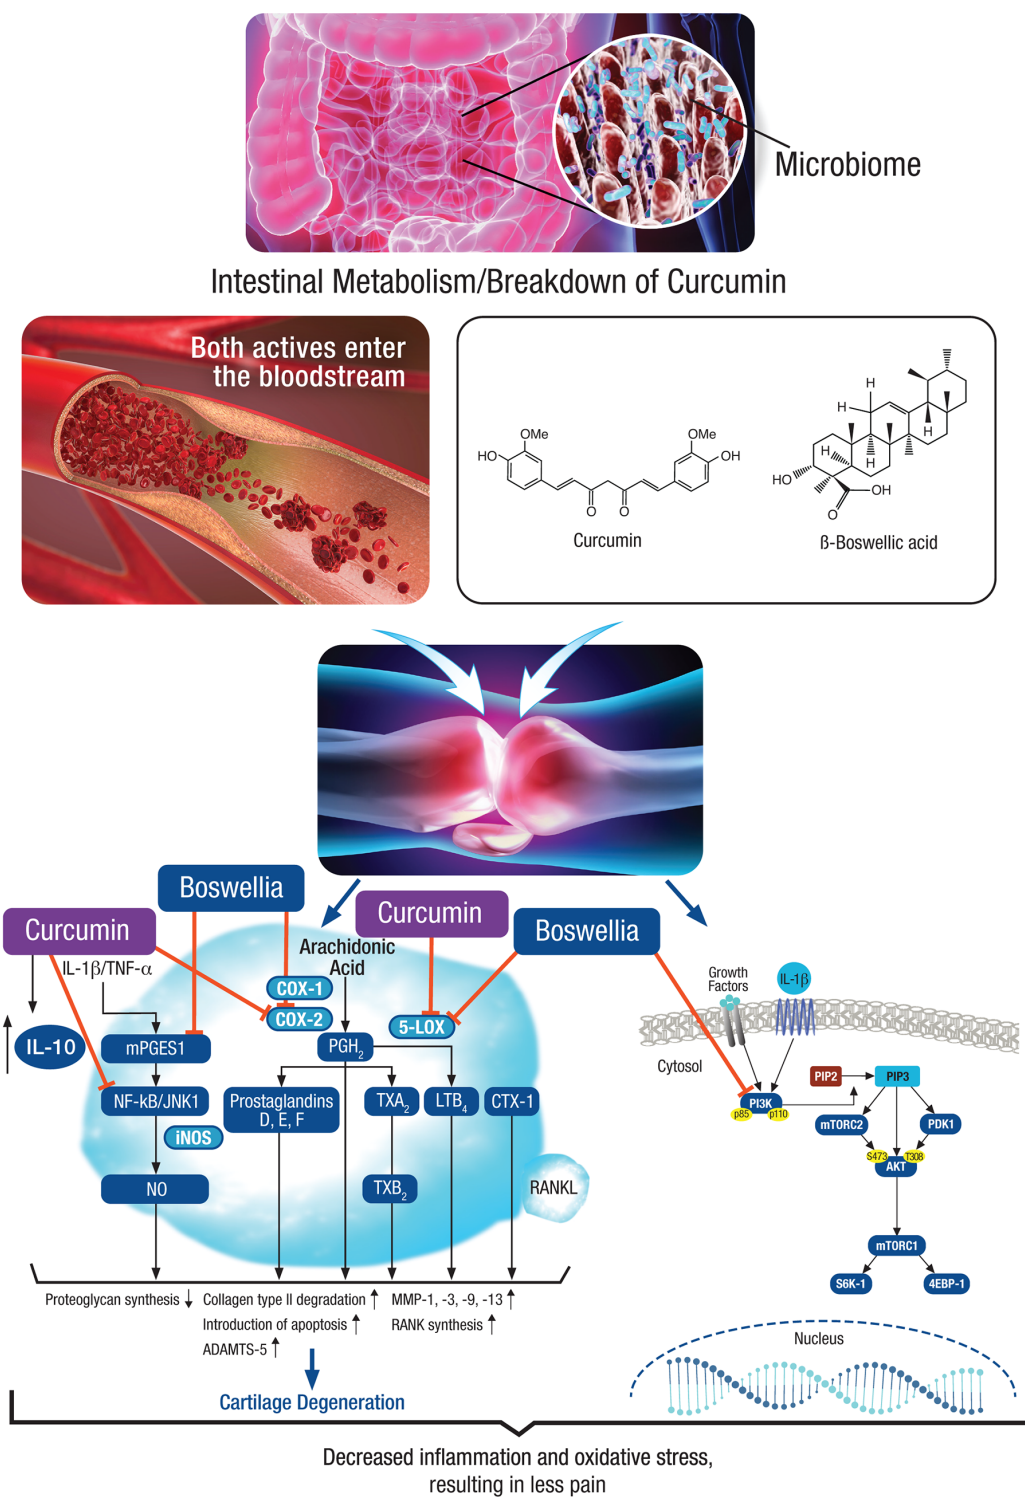 Microbiome
Intestinal Metabolism/Breakdown of Curcumin
Both actives enter
the bloodstream
OMe
HO
O
O
OMe
OH
Curcumin
H
H
H
H
H
HO
O
OH
ß-Boswellic acid
Boswellia
Curcumin
Curcumin
Boswellia
IL-1β/TNF-α
Arachidonic
Acid
COX-1
COX-2
5-LOX
IL-10
mPGES1
PGH₂
NF-kB/JNK1
Prostaglandins
D, E, F
TXA₂
LTB₄
CTX-1
iNOS
NO
TXB₂
RANKL
Proteoglycan synthesis ↓
Collagen type II degradation ↑
Introduction of apoptosis ↑
ADAMTS-5 ↑
MMP-1, -3, -9, -13 ↑
RANK synthesis ↑
Cartilage Degeneration
Growth
Factors
IL-1β
Cytosol
PIP2
PIP3
PI3K
p85
p110
mTORC2
PDK1
S473
T308
AKT
mTORC1
S6K-1
4EBP-1
Nucleus
Decreased inflammation and oxidative stress,
resulting in less pain